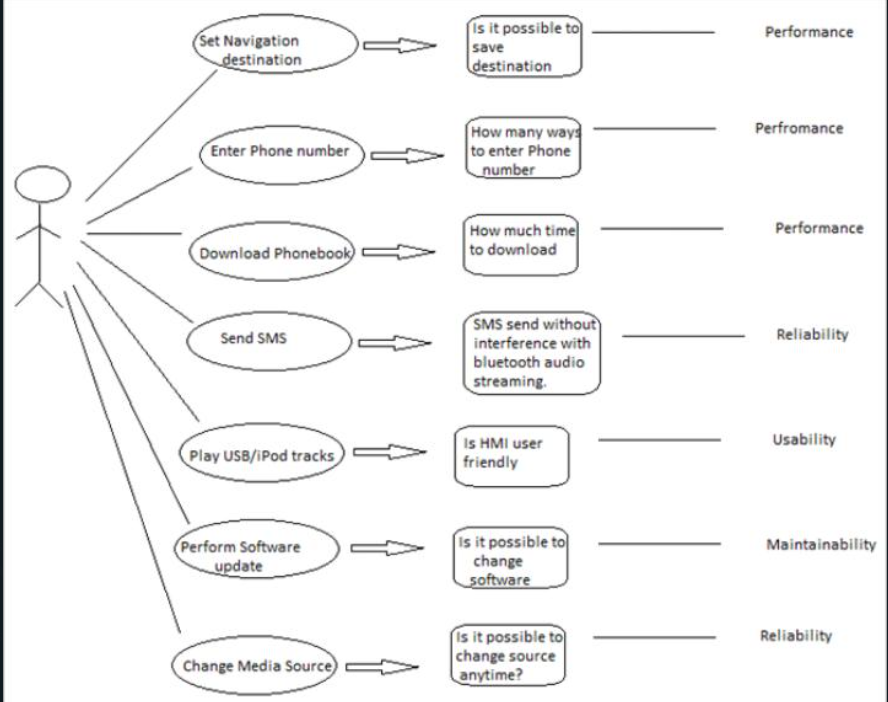 Set Navigation
destination
Is it possible to
save
destination
Performance
Enter Phone number
How many ways
to enter Phone
number
Perfromance
Download Phonebook
How much time
to download
Performance
Send SMS
SMS send without
interference with
bluetooth audio
streaming.
Reliability
Play USB/iPod tracks
Is HMI user
friendly
Usability
Perform Software
update
Is it possible to
change
software
Maintainability
Change Media Source
Is it possible to
change source
anytime?
Reliability